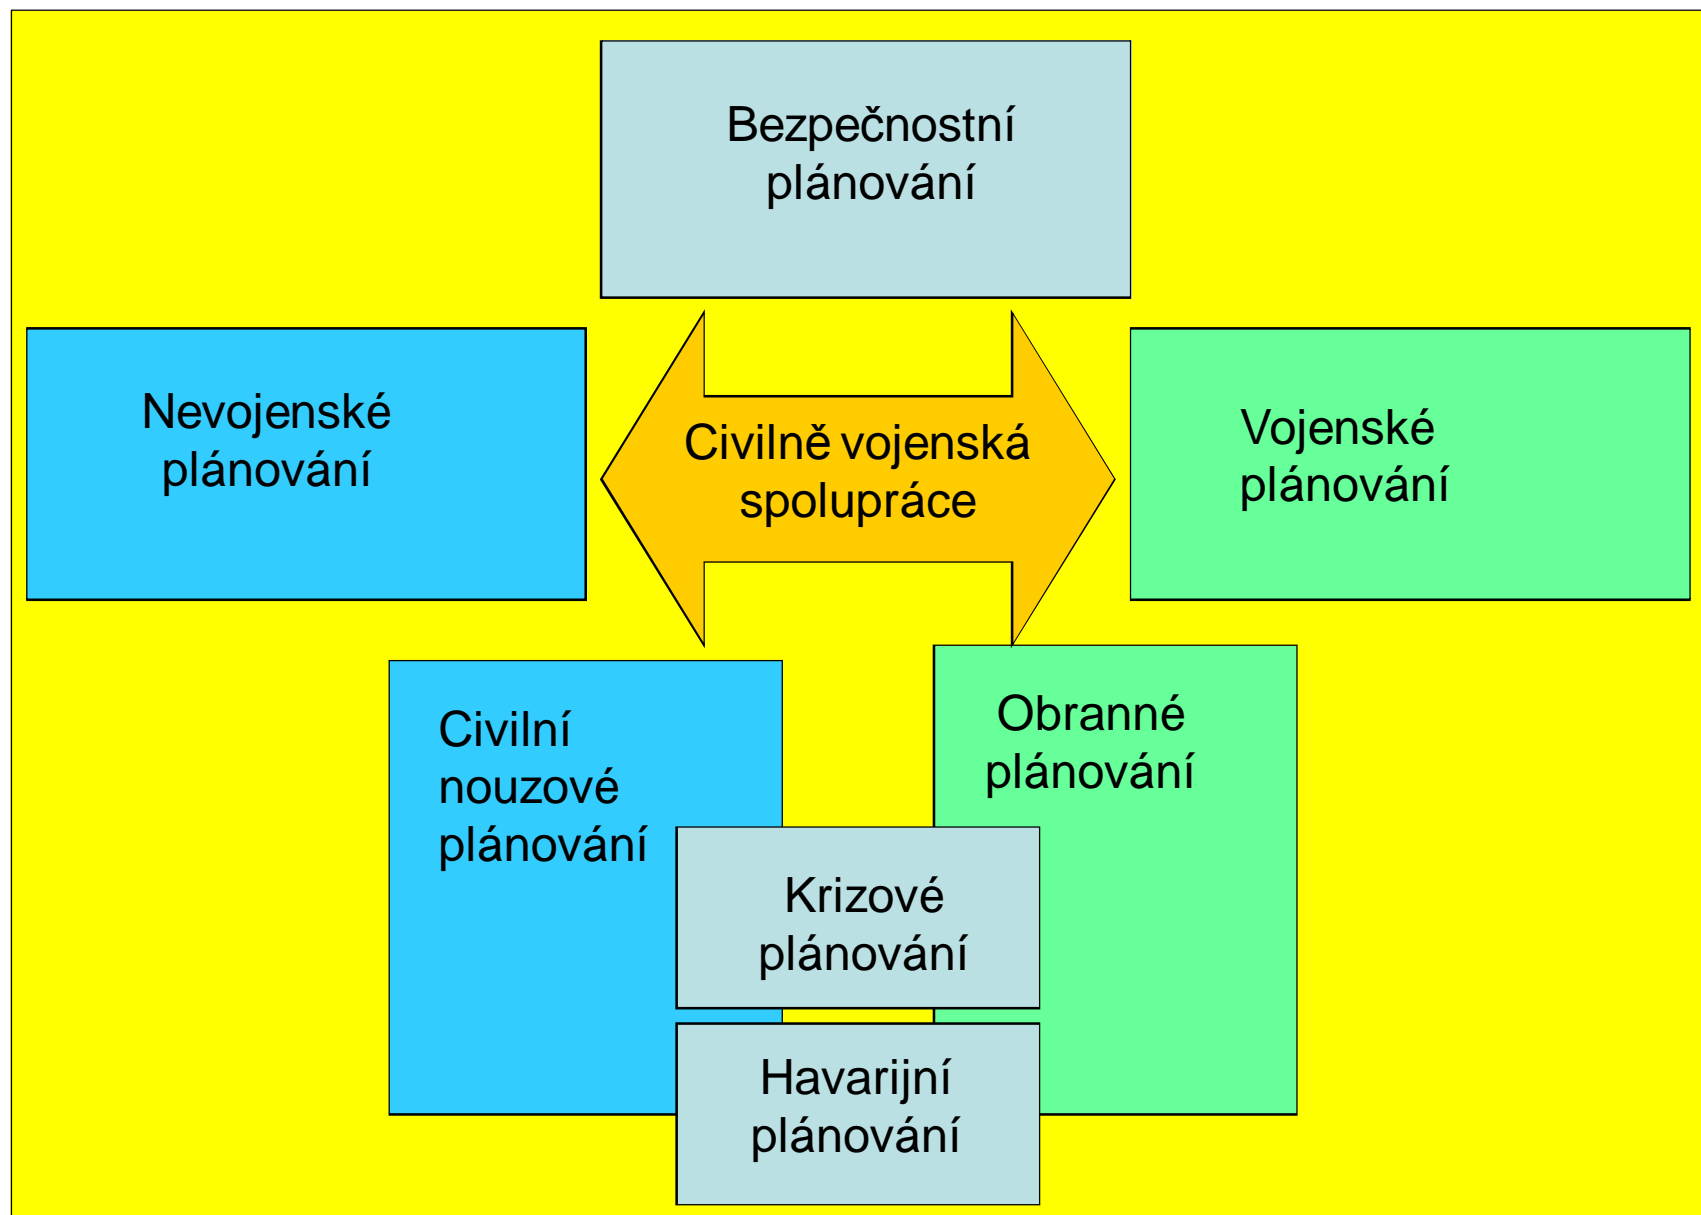 Bezpečnostní
plánování
Nevojenské
plánování
Civilně vojenská
spolupráce
Vojenské
plánování
Civilní
nouzové
plánování
Obranné
plánování
Krizové
plánování
Havarijní
plánování